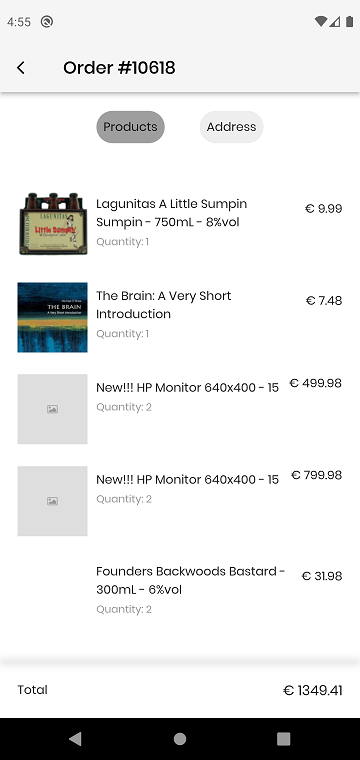 4:55
Order #10618
Products
Address
Lagunitas A Little Sumpin
Sumpin - 750mL - 8%vol
€ 9.99
Quantity: 1
LAGUNITAS
Little Sumpin
The Brain: A Very Short
Introduction
€ 7.48
Quantity: 1
THE BRAIN
A Very Short Introduction
New!!! HP Monitor 640x400 - 15
€ 499.98
Quantity: 2
New!!! HP Monitor 640x400 - 15
€ 799.98
Quantity: 2
Founders Backwoods Bastard -
300mL - 6%vol
€ 31.98
Quantity: 2
Total
€ 1349.41